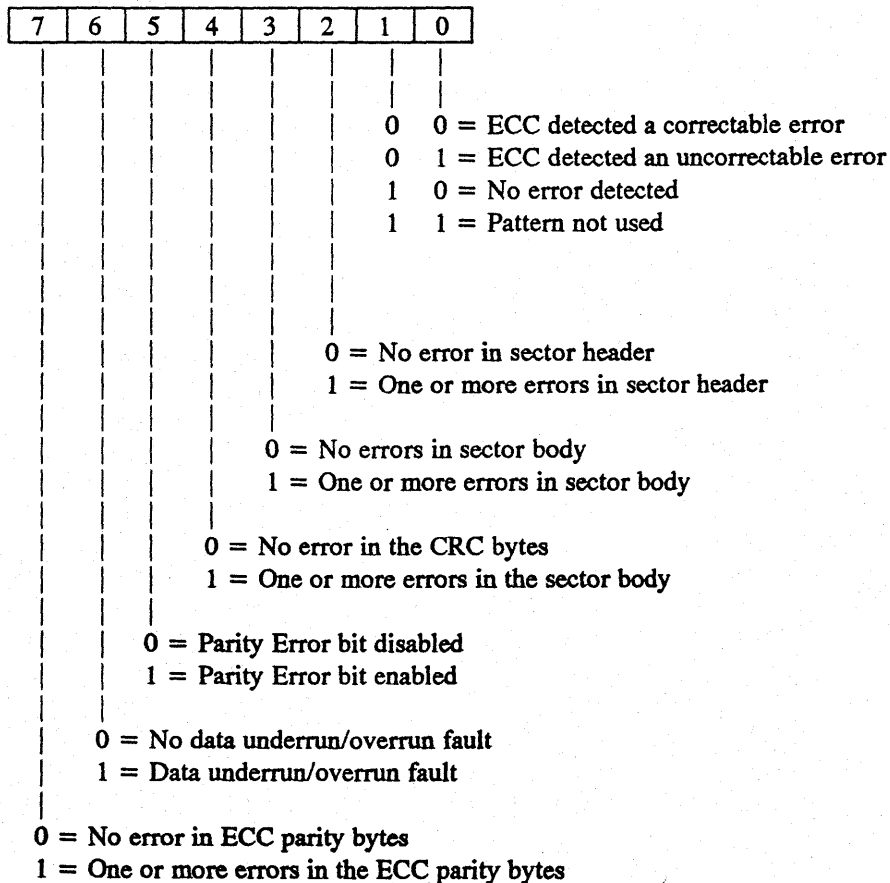 7 6 5 4 3 2 1 0
0 0 = ECC detected a correctable error
0 1 = ECC detected an uncorrectable error
1 0 = No error detected
1 1 = Pattern not used
0 = No error in sector header
1 = One or more errors in sector header
0 = No errors in sector body
1 = One or more errors in sector body
0 = No error in the CRC bytes
1 = One or more errors in the sector body
0 = Parity Error bit disabled
1 = Parity Error bit enabled
0 = No data underrun/overrun fault
1 = Data underrun/overrun fault
0 = No error in ECC parity bytes
1 = One or more errors in the ECC parity bytes